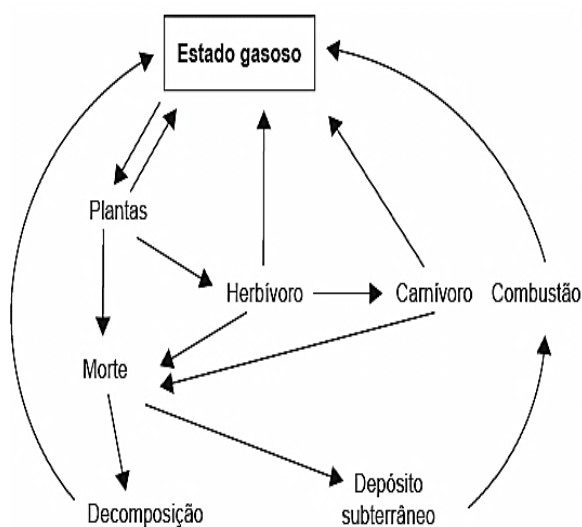 Estado gasoso
Plantas
Herbívoro
Carnívoro
Combustão
Morte
Decomposição
Depósito
subterrâneo